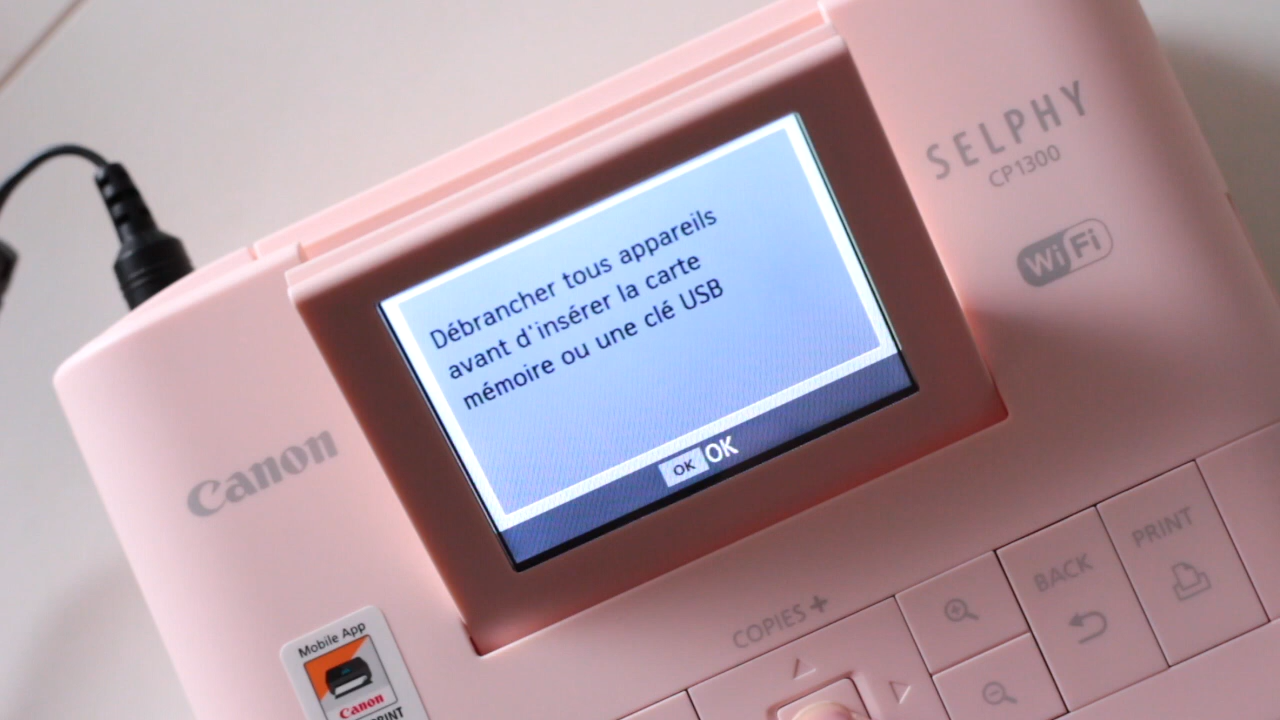 SELPHY
CP1300
WiFi
Débrancher tous appareils
avant d'insérer la carte
mémoire ou une clé USB
OK OK
Canon
PRINT
BACK
COPIES +
Mobile App
Canon
PRINT